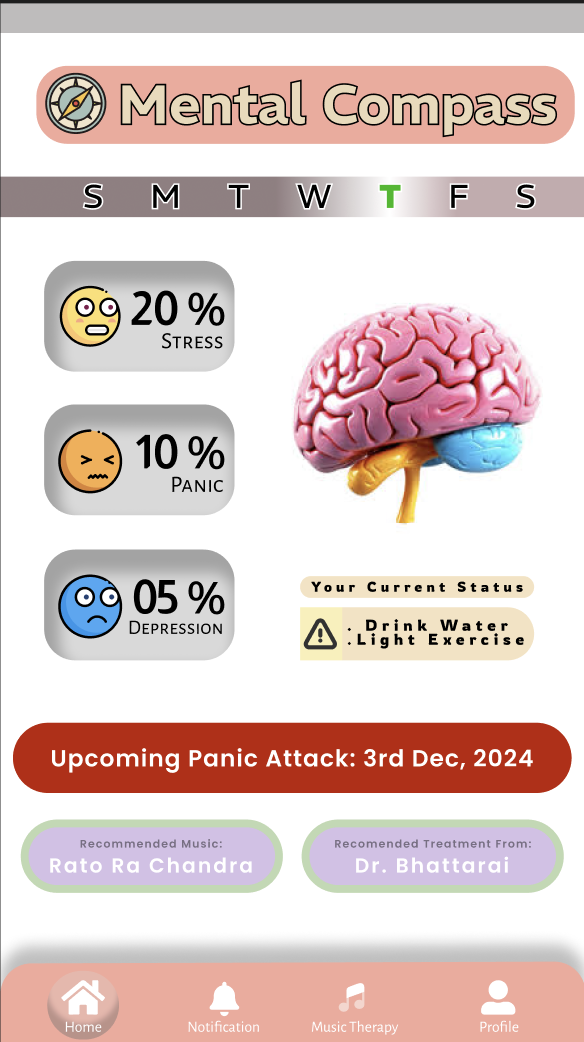 Mental Compass
S M T W T F S
20 %
STRESS
10 %
PANIC
05 %
DEPRESSION
Your Current Status
. Drink Water
.Light Exercise
Upcoming Panic Attack: 3rd Dec, 2024
Recommended Music:
Rato Ra Chandra
Recomended Treatment From:
Dr. Bhattarai
Home Notification Music Therapy Profile